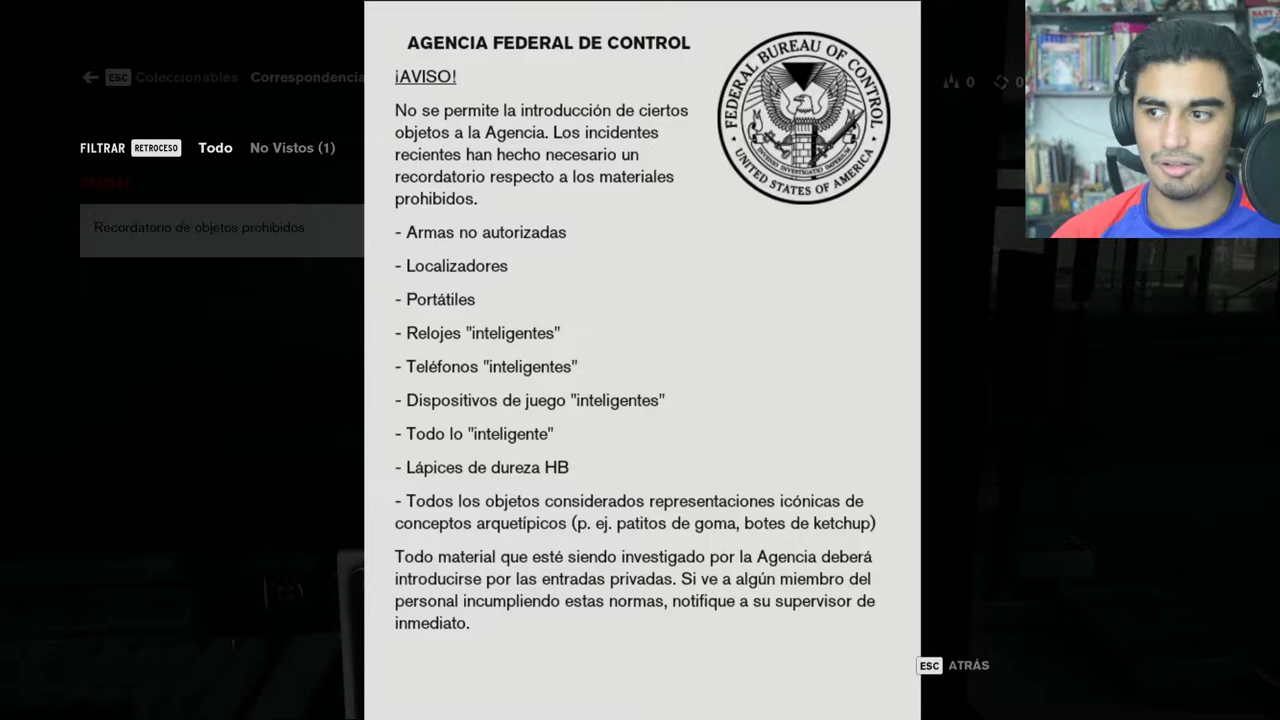 AGENCIA FEDERAL DE CONTROL
¡AVISO!
No se permite la introducción de ciertos
objetos a la Agencia. Los incidentes
recientes han hecho necesario un
recordatorio respecto a los materiales
prohibidos.
- Armas no autorizadas
- Localizadores
- Portátiles
- Relojes "inteligentes"
- Teléfonos "inteligentes"
- Dispositivos de juego "inteligentes"
- Todo lo "inteligente"
- Lápices de dureza HB
- Todos los objetos considerados representaciones icónicas de
conceptos arquetípicos (p. ej. patitos de goma, botes de ketchup)
Todo material que esté siendo investigado por la Agencia deberá
introducirse por las entradas privadas. Si ve a algún miembro del
personal incumpliendo estas normas, notifique a su supervisor de
inmediato.
FEDERAL BUREAU OF CONTROL
UNITED STATES OF AMERICA
ESC Coleccionables Correspondencia
0 0
FILTRAR RETROCESO Todo No Vistos (1)
Recordatorio de objetos prohibidos
ESC ATRÁS